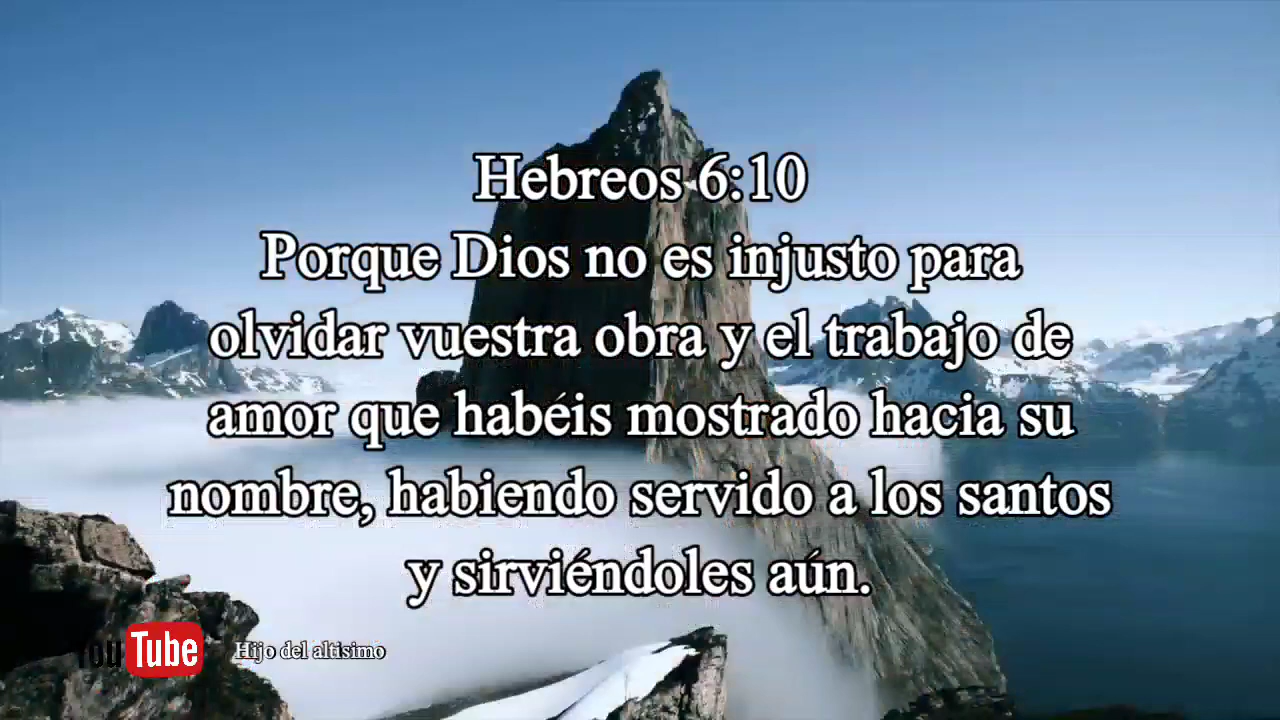 Hebreos 6:10
Porque Dios no es injusto para
olvidar vuestra obra y el trabajo de
amor que habéis mostrado hacia su
nombre, habiendo servido a los santos
y sirviéndoles aún.
YouTube Hijo del altisimo